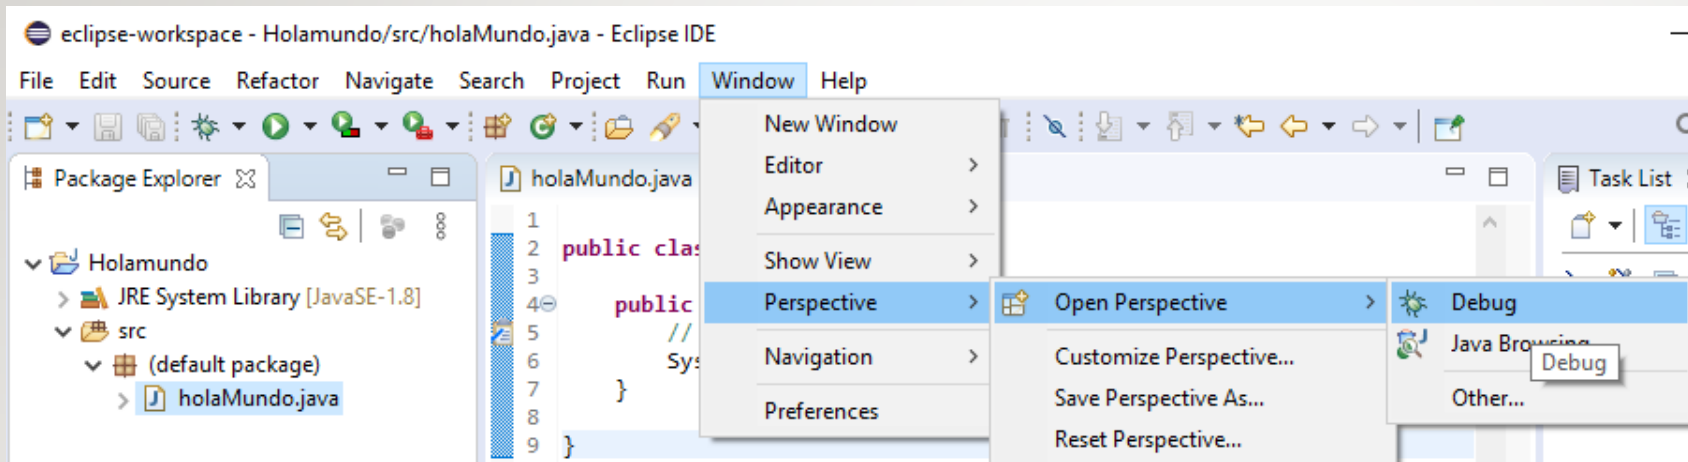 eclipse-workspace - Holamundo/src/holaMundo.java - Eclipse IDE
File Edit Source Refactor Navigate Search Project Run Window Help
Package Explorer
Holamundo
JRE System Library [JavaSE-1.8]
src
(default package)
holaMundo.java
holaMundo.java
1
2 public clas
3
4 public
5 //
6 Sys
7 }
8
9 }
New Window
Editor
Appearance
Show View
Perspective
Navigation
Preferences
Open Perspective
Customize Perspective...
Save Perspective As...
Reset Perspective...
Debug
Java Browsing
Debug
Other...
Task List